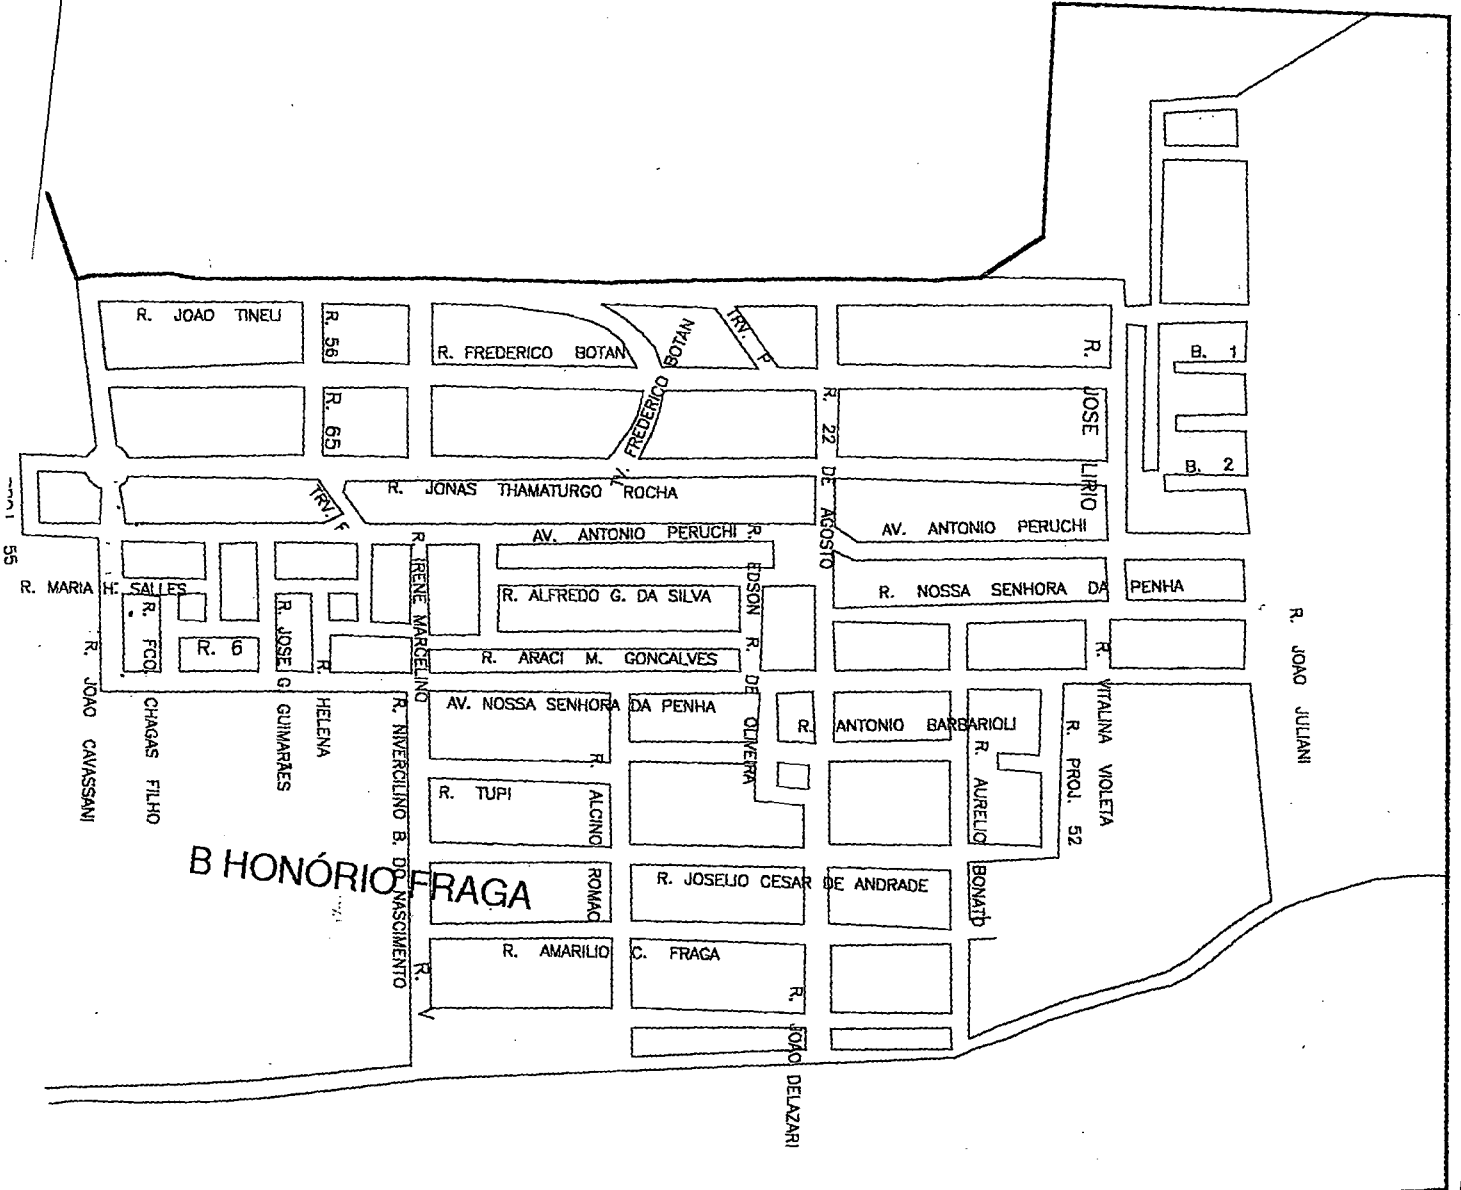 R. JOAO TINELI
R. 56
R. FREDERICO BOTAN
TV. FREDERICO BOTAN
TRV. P
R. JOSE LIRIO
B. 1
R. 65
R. 22 DE AGOSTO
B. 2
TRV. F
R. JONAS THAMATURGO ROCHA
AV. ANTONIO PERUCHI
AV. ANTONIO PERUCHI
55
R. MARIA H. SALLES
R. IRENE MARCELINO
R. ALFREDO G. DA SILVA
R. EDSON R. DE OLIVEIRA
R. NOSSA SENHORA DA PENHA
R. JOAO JULIANI
R. JOAO CAVASSANI
R. FCO. CHAGAS FILHO
R. 6
R. JOSE G GUIMARÃES
R. HELENA
R. ARACI M. GONCALVES
R. VITALINA VIOLETA
R. NIVERCILINO B. DO NASCIMENTO
AV. NOSSA SENHORA DA PENHA
R. ANTONIO BARBARIOLI
R. AURELIO BONATO
R. PROJ. 52
R. TUPI
R. ALCINO ROMAO
B HONÓRIO FRAGA
R. JOSELIO CESAR DE ANDRADE
R. AMARILIO C. FRAGA
R. V
R. JOAO DELAZARI